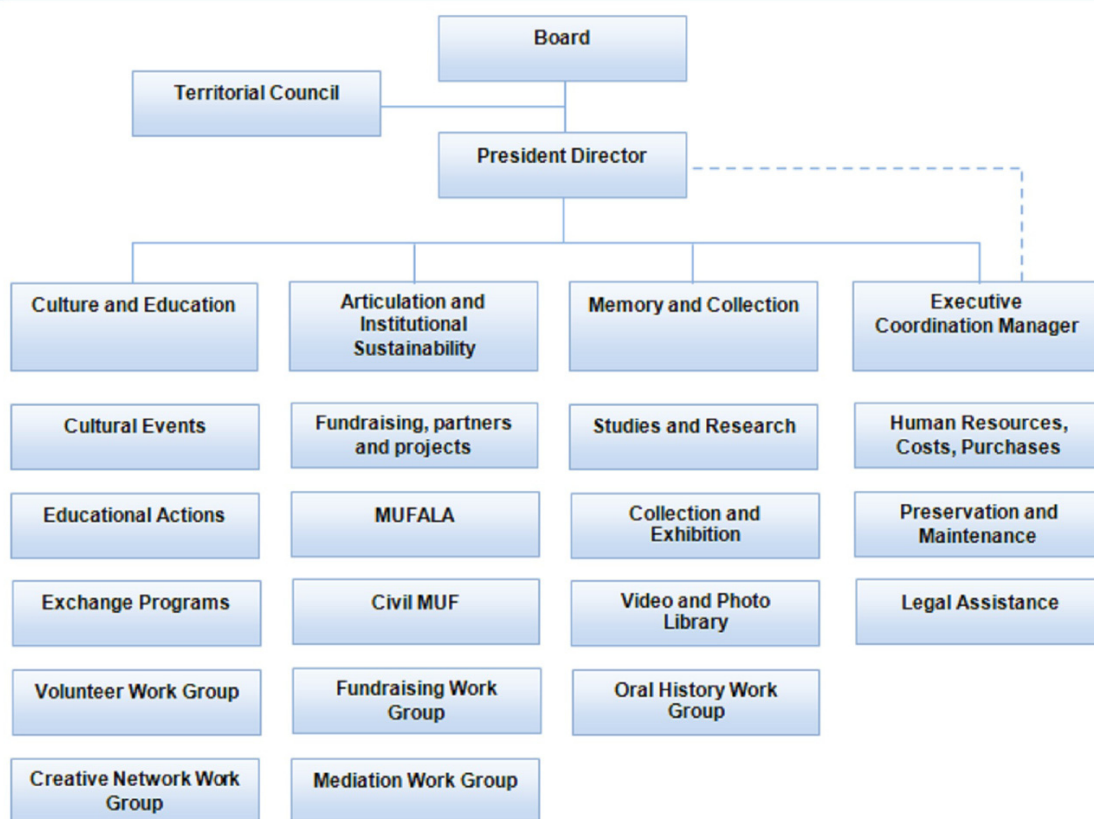 Board
Territorial Council
President Director
Culture and Education
Articulation and
Institutional
Sustainability
Memory and Collection
Executive
Coordination Manager
Cultural Events
Fundraising, partners
and projects
Studies and Research
Human Resources,
Costs, Purchases
Educational Actions
MUFALA
Collection and
Exhibition
Preservation and
Maintenance
Exchange Programs
Civil MUF
Video and Photo
Library
Legal Assistance
Volunteer Work Group
Fundraising Work
Group
Oral History Work
Group
Creative Network Work
Group
Mediation Work Group